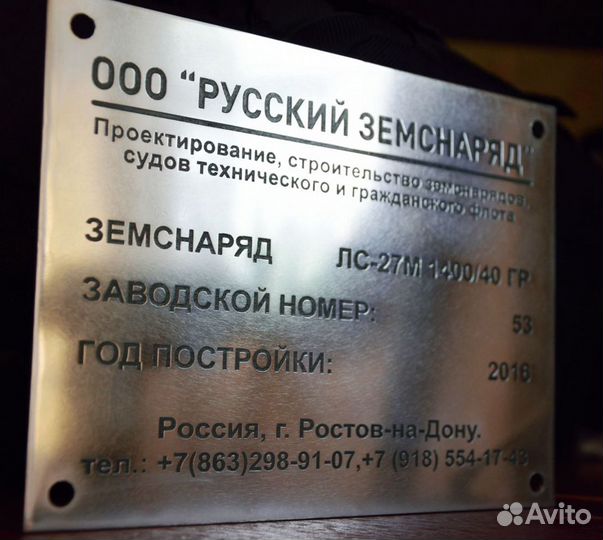 ООО “РУССКИЙ ЗЕМСНАРЯД”
Проектирование, строительство земснарядов,
судов технического и гражданского флота
ЗЕМСНАРЯД ЛС-27М 1400/40 ГР
ЗАВОДСКОЙ НОМЕР: 53
ГОД ПОСТРОЙКИ: 2016
Россия, г. Ростов-на-Дону.
тел.: +7(863)298-91-07,+7 (918) 554-17-43
Avito